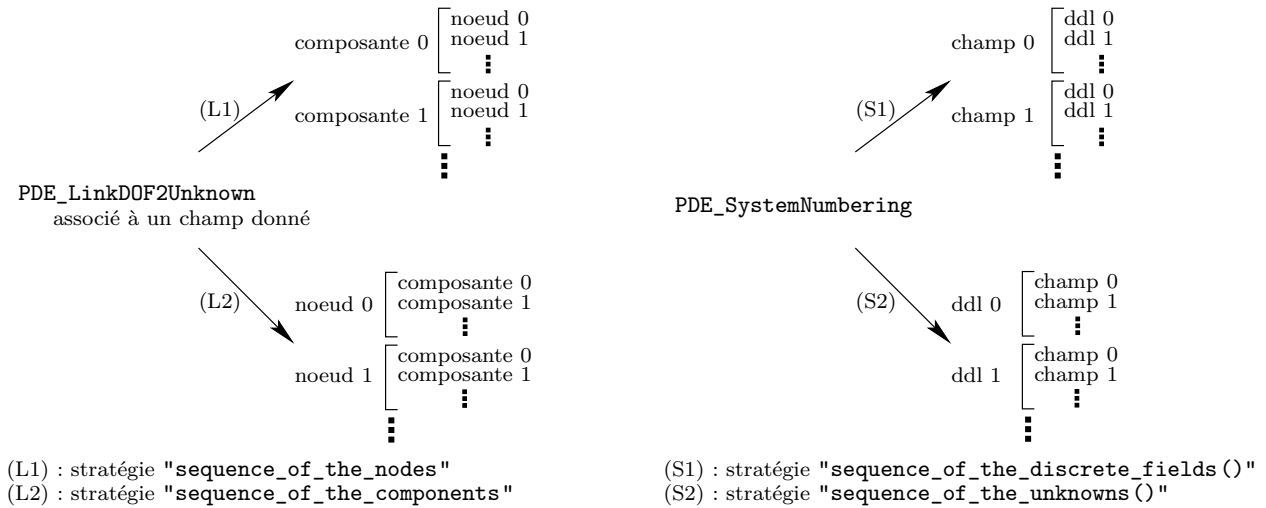 composante 0
noeud 0
noeud 1
(L1)
composante 1
noeud 0
noeud 1
PDE_LinkDOF2Unknown
associé à un champ donné
(L2)
noeud 0
composante 0
composante 1
noeud 1
composante 0
composante 1
(L1) : stratégie "sequence_of_the_nodes"
(L2) : stratégie "sequence_of_the_components"
champ 0
ddl 0
ddl 1
(S1)
champ 1
ddl 0
ddl 1
PDE_SystemNumbering
(S2)
ddl 0
champ 0
champ 1
ddl 1
champ 0
champ 1
(S1) : stratégie "sequence_of_the_discrete_fields()"
(S2) : stratégie "sequence_of_the_unknowns()"